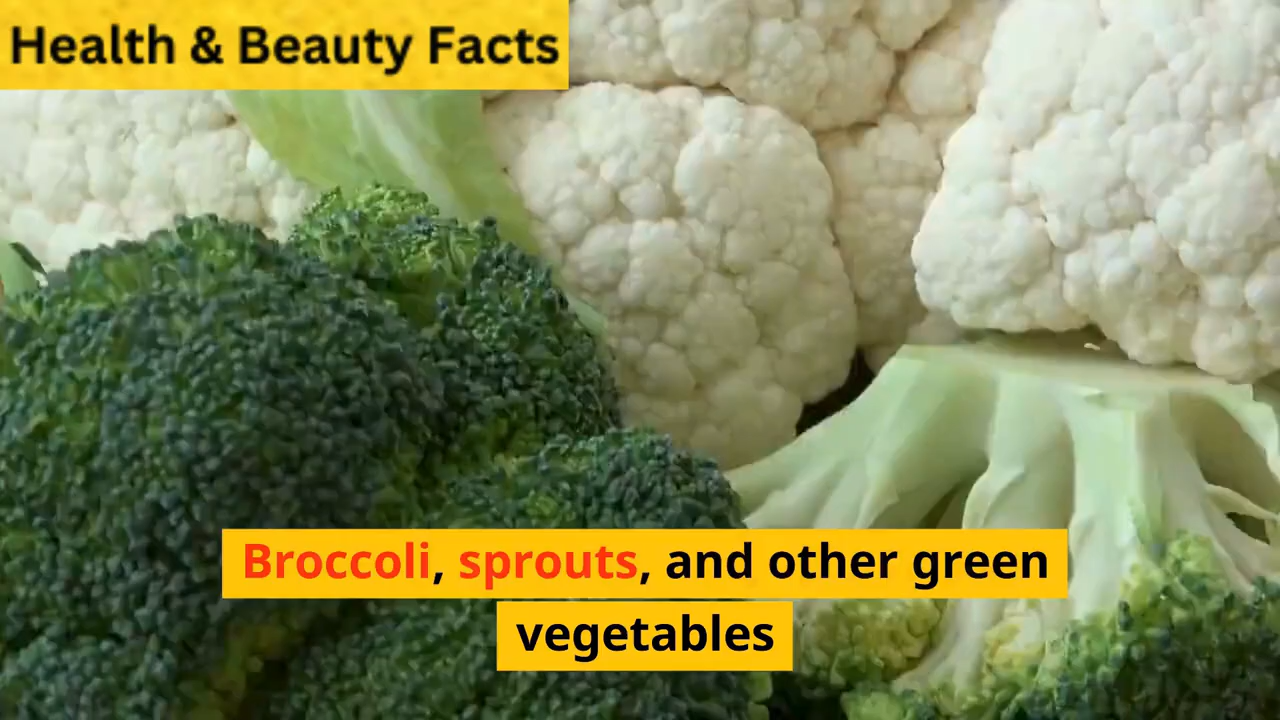 Health & Beauty Facts
Broccoli, sprouts, and other green
vegetables